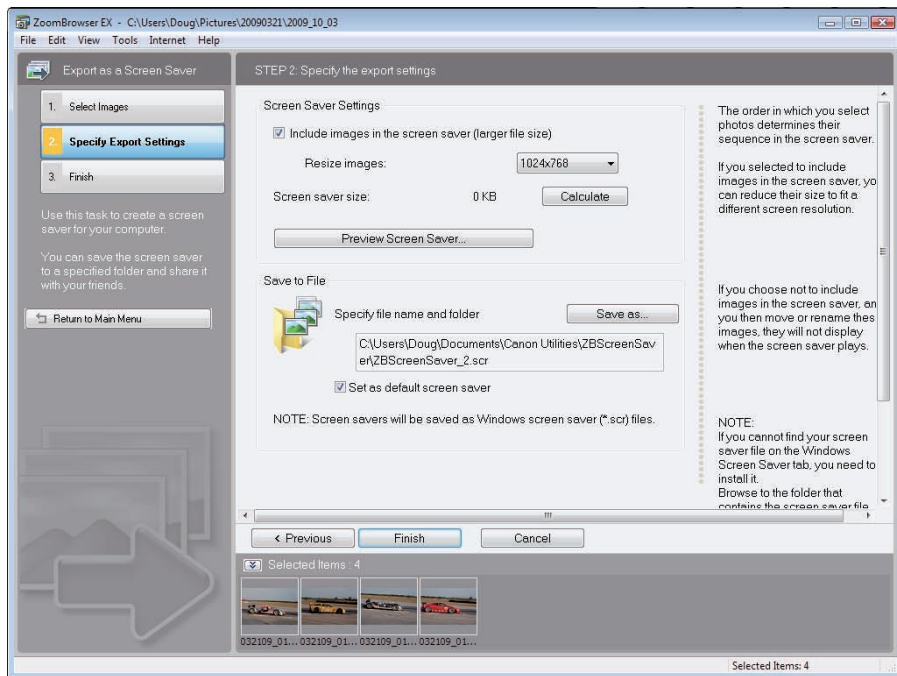 ZoomBrowser EX - C:\Users\Doug\Pictures\20090321\2009_10_03
File Edit View Tools Internet Help
Export as a Screen Saver
1. Select Images
2. Specify Export Settings
3. Finish
Use this task to create a screen
saver for your computer.
You can save the screen saver
to a specified folder and share it
with your friends.
Return to Main Menu
STEP 2: Specify the export settings
Screen Saver Settings
Include images in the screen saver (larger file size)
Resize images: 1024x768
Screen saver size: 0 KB Calculate
Preview Screen Saver...
Save to File
Specify file name and folder Save as...
C:\Users\Doug\Documents\Canon Utilities\ZBScreenSav
er\ZBScreenSaver_2.scr
Set as default screen saver
NOTE: Screen savers will be saved as Windows screen saver (*.scr) files.
The order in which you select
photos determines their
sequence in the screen saver.
If you selected to include
images in the screen saver, yo
can reduce their size to fit a
different screen resolution.
If you choose not to include
images in the screen saver, an
you then move or rename thes
images, they will not display
when the screen saver plays.
NOTE:
If you cannot find your screen
saver file on the Windows
Screen Saver tab, you need to
install it.
Browse to the folder that
contains the screen saver file
< Previous Finish Cancel
Selected Items : 4
032109_01... 032109_01... 032109_01... 032109_01...
Selected Items: 4